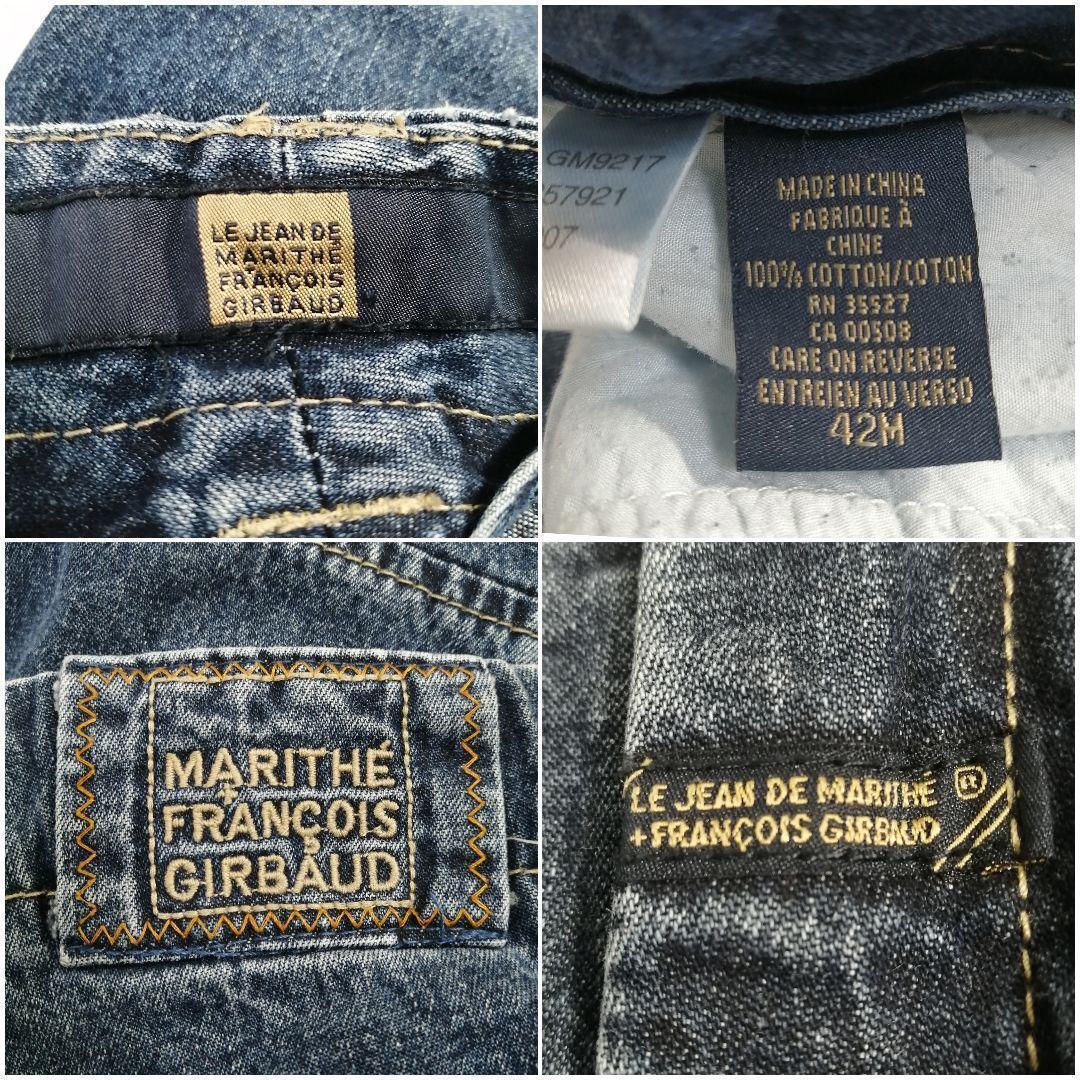 LE JEAN DE
MARITHE
+
FRANÇOIS
GIRBAUD
GM9217
57921
07
MADE IN CHINA
FABRIQUE À
CHINE
100% COTTON/COTON
RN 35527
CA 00508
CARE ON REVERSE
ENTREIEN AU VERSO
42M
MARITHÉ
+
FRANÇOIS
GIRBAUD
LE JEAN DE MARITHÉ ®
+FRANÇOIS GIRBAUD